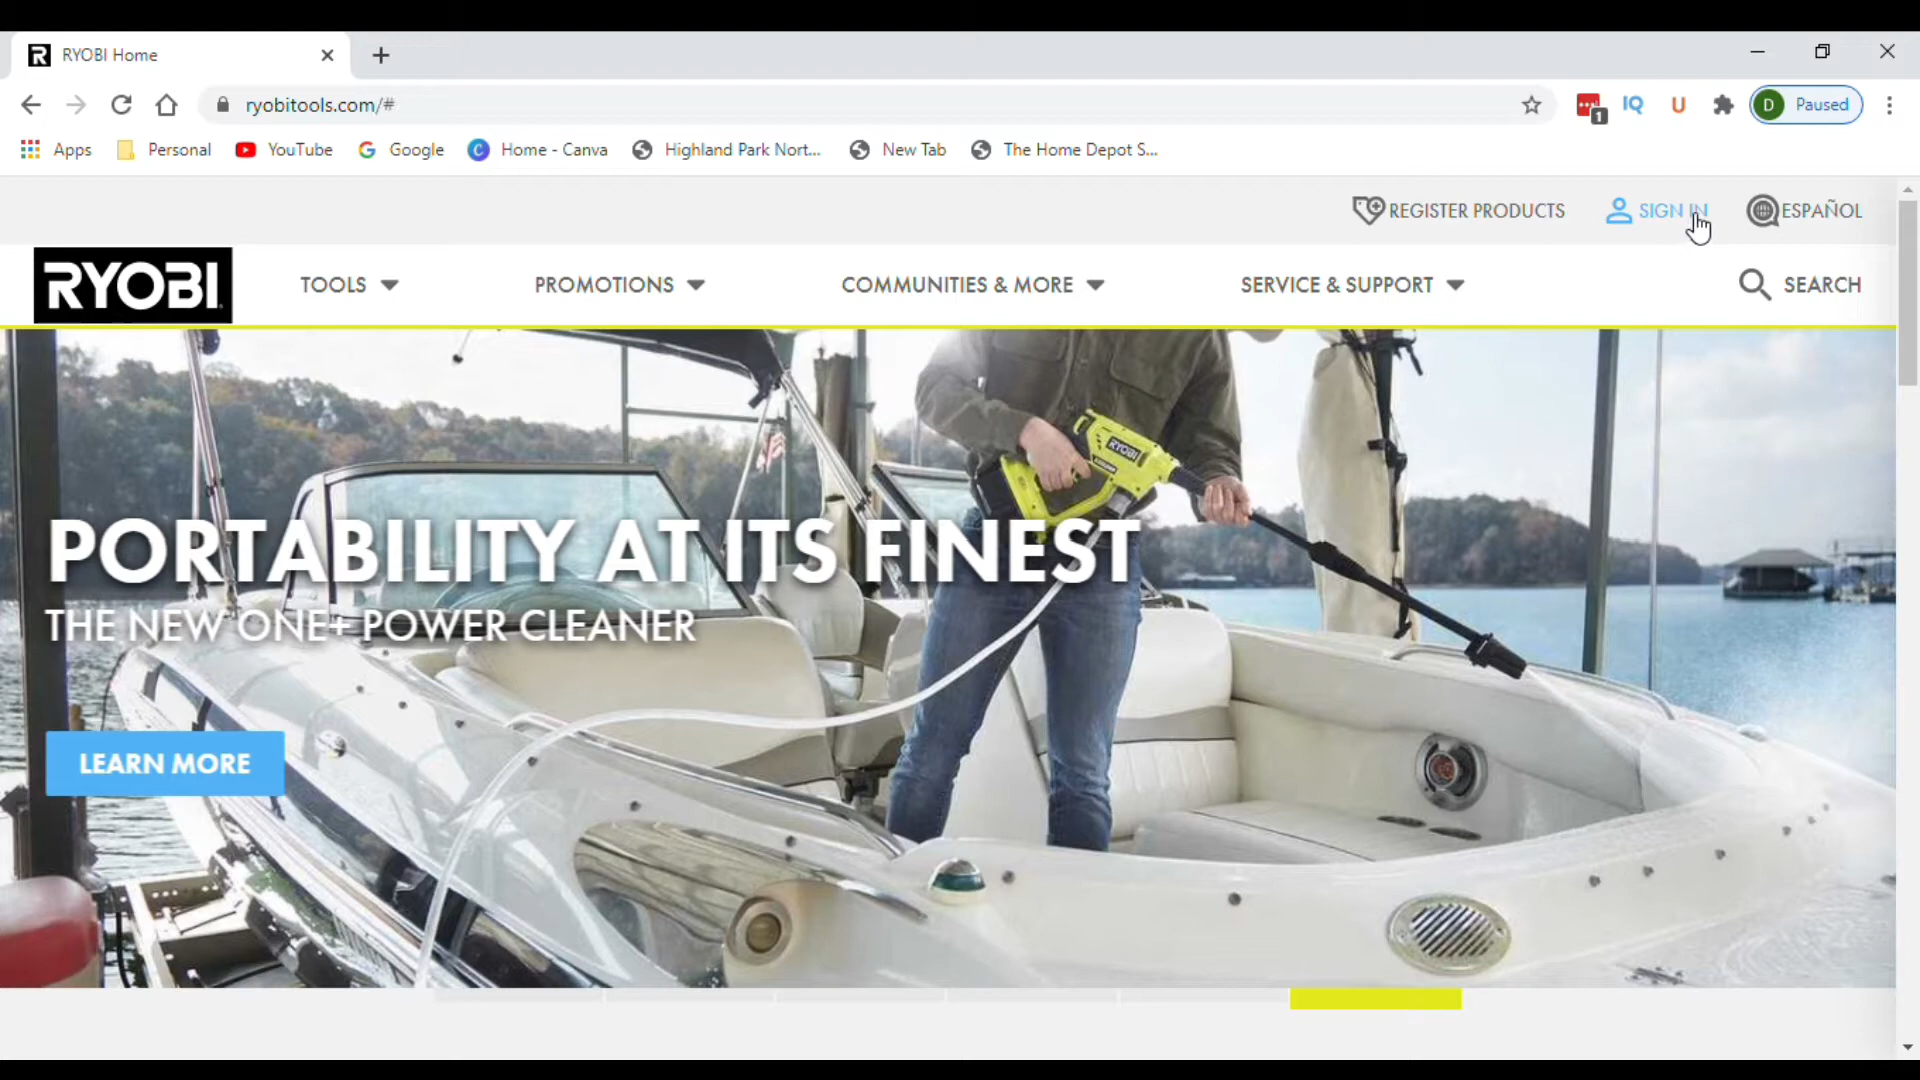 RYOBI Home
ryobitools.com/#
1
IQ
U
D
Paused
Apps
Personal
YouTube
Google
Home - Canva
Highland Park Nort...
New Tab
The Home Depot S...
REGISTER PRODUCTS
SIGN IN
ESPAÑOL
RYOBI
TOOLS
PROMOTIONS
COMMUNITIES & MORE
SERVICE & SUPPORT
SEARCH
RYOBI
PORTABILITY AT ITS FINEST
THE NEW ONE+ POWER CLEANER
LEARN MORE